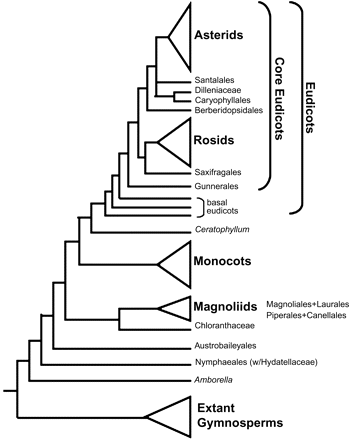 Asterids
Santalales
Dilleniaceae
Caryophyllales
Berberidopsidales
Rosids
Saxifragales
Gunnerales
Core Eudicots
Eudicots
basal
eudicots
Ceratophyllum
Monocots
Magnoliids
Magnoliales+Laurales
Piperales+Canellales
Chloranthaceae
Austrobaileyales
Nymphaeales (w/Hydatellaceae)
Amborella
Extant
Gymnosperms